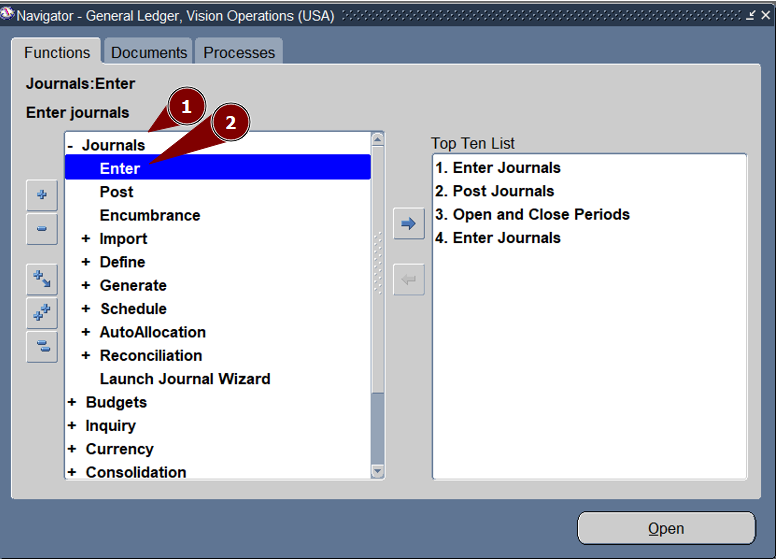 Navigator - General Ledger, Vision Operations (USA)
Functions
Documents
Processes
Journals:Enter
Enter journals
1
2
- Journals
Enter
Post
Encumbrance
+ Import
+ Define
+ Generate
+ Schedule
+ AutoAllocation
+ Reconciliation
Launch Journal Wizard
+ Budgets
+ Inquiry
+ Currency
+ Consolidation
Top Ten List
1. Enter Journals
2. Post Journals
3. Open and Close Periods
4. Enter Journals
Open